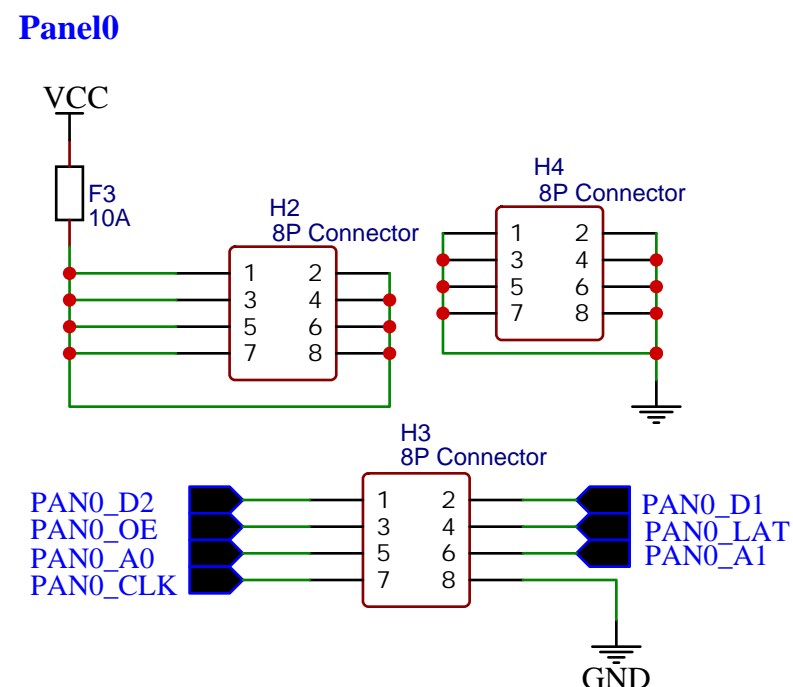 Panel0
VCC
F3
10A
H2
8P Connector
1 2
3 4
5 6
7 8
H4
8P Connector
1 2
3 4
5 6
7 8
H3
8P Connector
PAN0_D2 1 2 PAN0_D1
PAN0_OE 3 4 PAN0_LAT
PAN0_A0 5 6 PAN0_A1
PAN0_CLK 7 8
GND